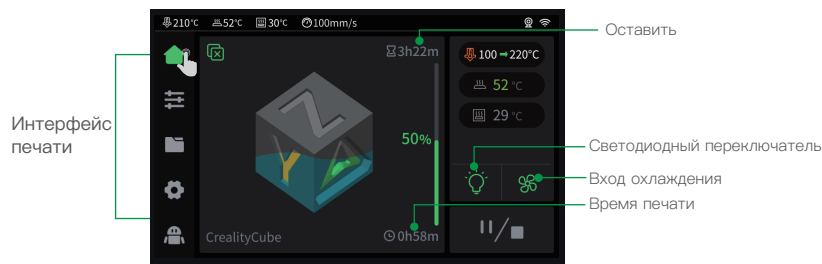 210°C 52°C 30°C 100mm/s
Оставить
3h22m
100 → 220°C
52 °C
29 °C
Интерфейс
печати
50%
Z
Y
Светодиодный переключатель
Вход охлаждения
Время печати
CrealityCube
0h58m